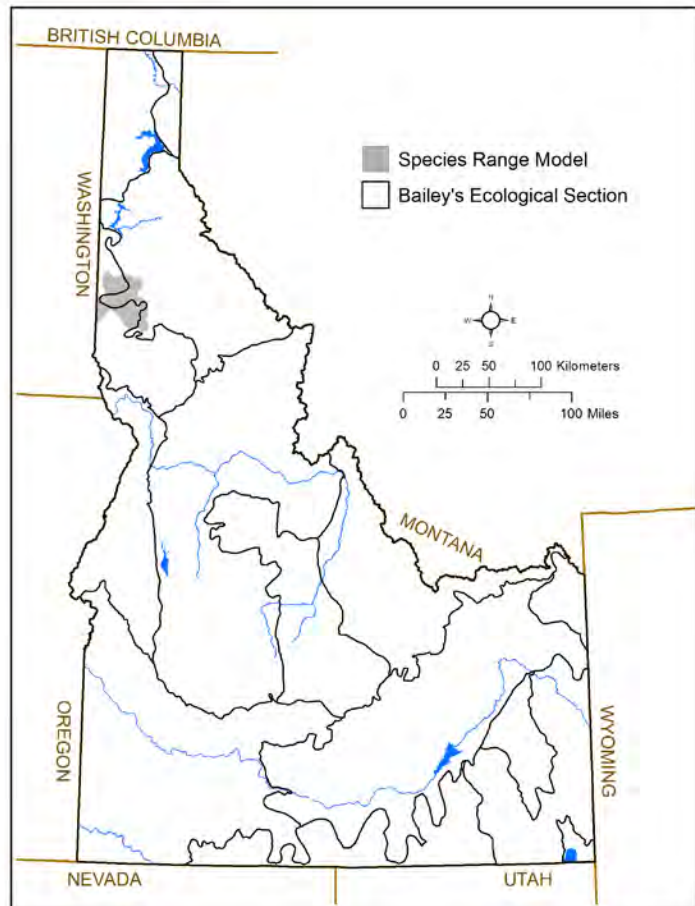 BRITISH COLUMBIA
WASHINGTON
Species Range Model
Bailey's Ecological Section
N
W E
S
0 25 50 100 Kilometers
0 25 50 100 Miles
MONTANA
OREGON
WYOMING
NEVADA
UTAH